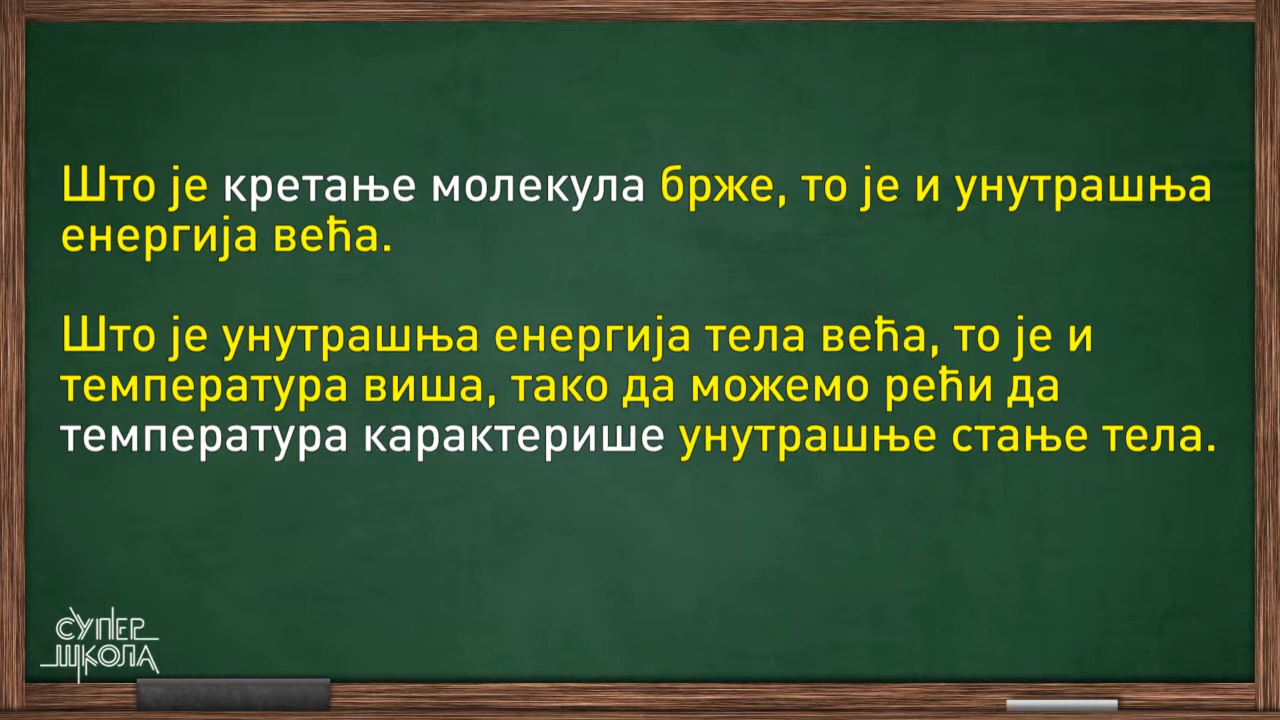 Што је кретање молекула брже, то је и унутрашња
енергија већа.
Што је унутрашња енергија тела већа, то је и
температура виша, тако да можемо рећи да
температура карактерише унутрашње стање тела.
СУПЕР
ШКОЛА